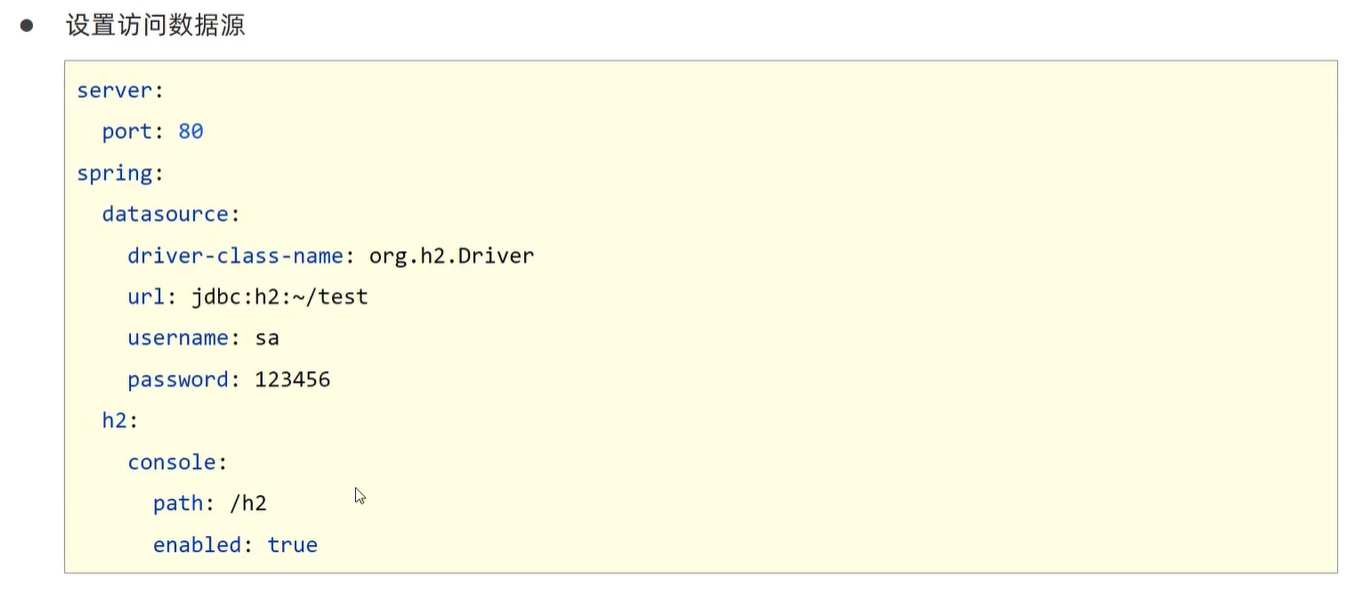 ● 设置访问数据源
server:
  port: 80
spring:
  datasource:
    driver-class-name: org.h2.Driver
    url: jdbc:h2:~/test
    username: sa
    password: 123456
  h2:
    console:
      path: /h2
      enabled: true